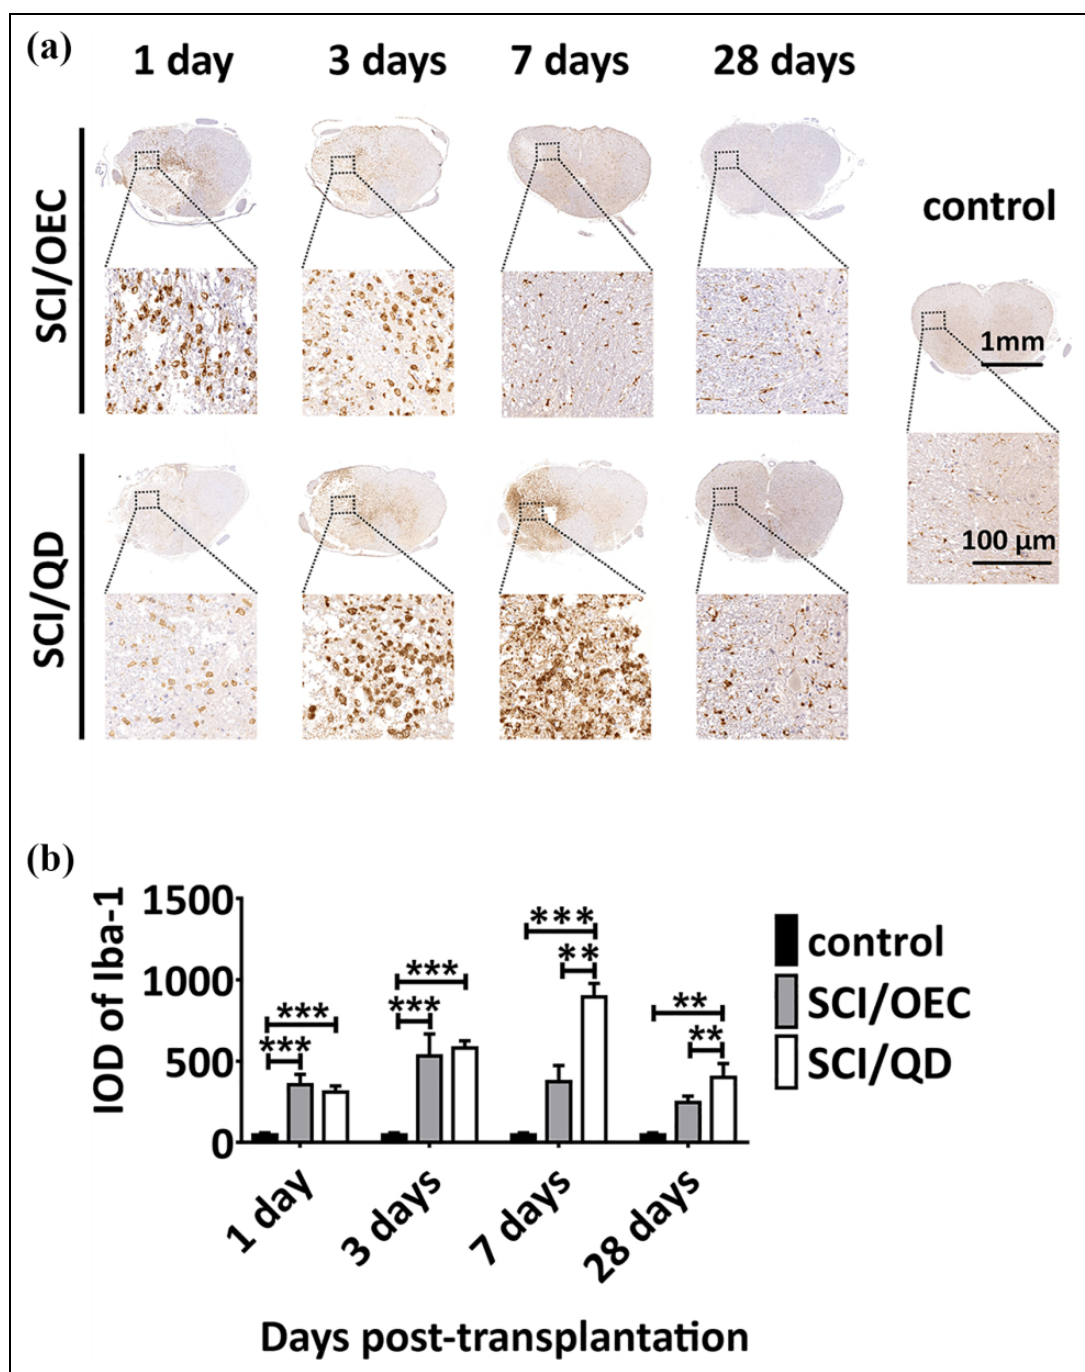 (a)
1 day 3 days 7 days 28 days
SCI/OEC
control
1mm
100 µm
SCI/QD
(b)
IOD of Iba-1
1500
1000
500
0
*** ***
*** ***
*** **
** **
control
SCI/OEC
SCI/QD
1 day 3 days 7 days 28 days
Days post-transplantation